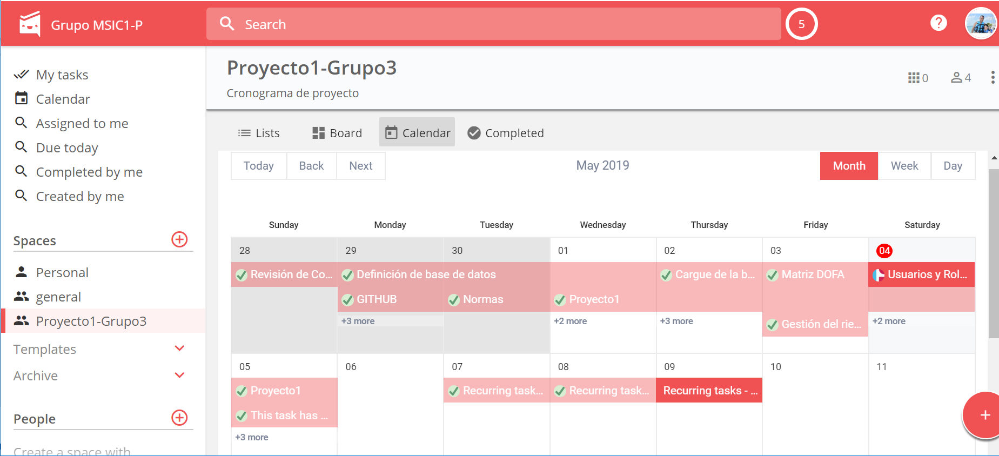 Grupo MSIC1-P
Search
5
?
My tasks
Calendar
Assigned to me
Due today
Completed by me
Created by me
Spaces
Personal
general
Proyecto1-Grupo3
Templates
Archive
People
Create a space with
Proyecto1-Grupo3
Cronograma de proyecto
0
4
Lists Board Calendar Completed
Today Back Next May 2019 Month Week Day
Sunday Monday Tuesday Wednesday Thursday Friday Saturday
28 29 30 01 02 03 04
Revisión de Co... Definición de base de datos Cargue de la b... Matriz DOFA Usuarios y Rol...
GITHUB Normas Proyecto1
+3 more +2 more +3 more Gestión del rie... +2 more
05 06 07 08 09 10 11
Proyecto1 Recurring task... Recurring task... Recurring tasks - ...
This task has ...
+3 more
+